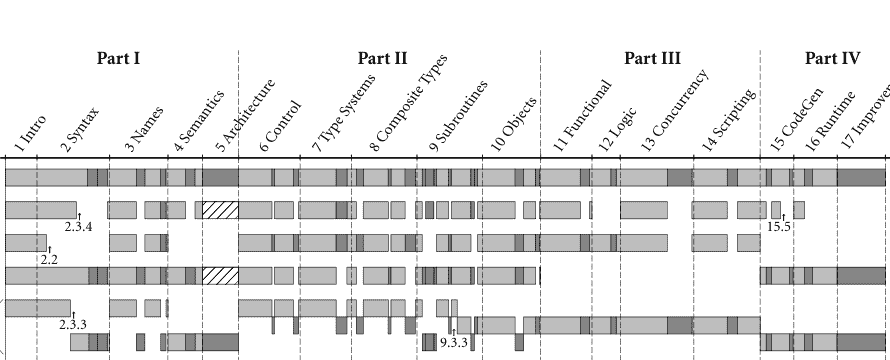 Part I
Part II
Part III
Part IV
1 Intro
2 Syntax
3 Names
4 Semantics
5 Architecture
6 Control
7 Type Systems
8 Composite Types
9 Subroutines
10 Objects
11 Functional
12 Logic
13 Concurrency
14 Scripting
15 CodeGen
16 Runtime
17 Improve
2.3.4
15.5
2.2
2.3.3
9.3.3